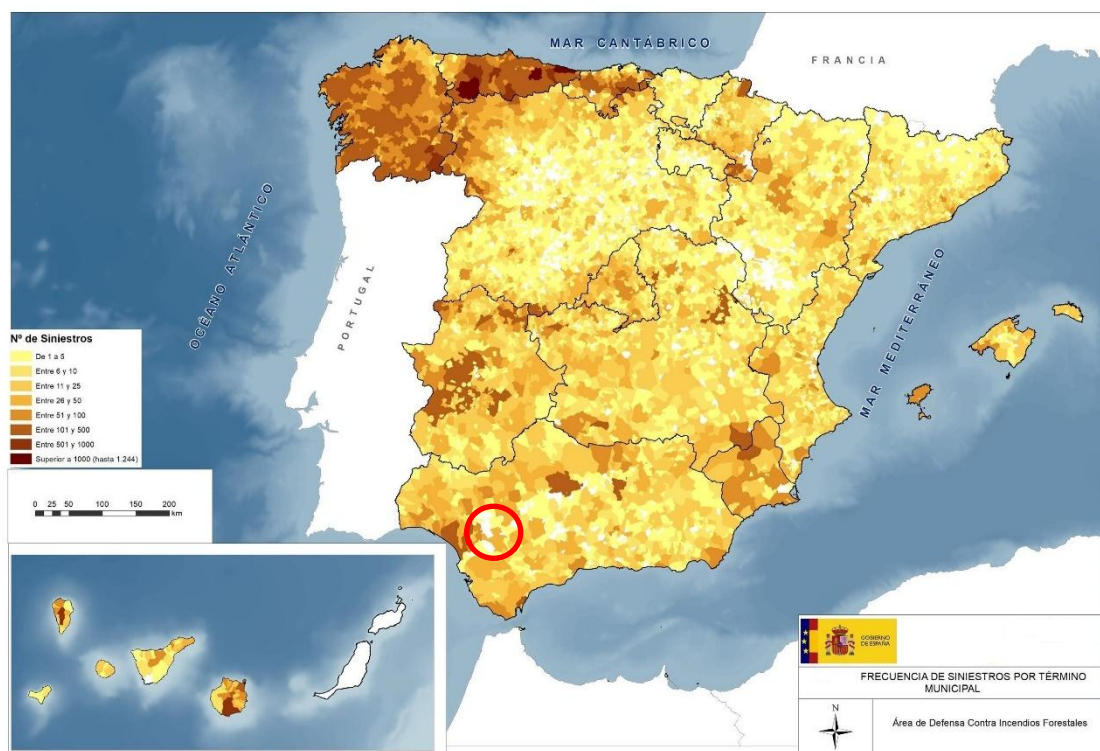 MAR CANTÁBRICO
FRANCIA
OCÉANO ATLÁNTICO
PORTUGAL
MAR MEDITERRÁNEO
Nº de Siniestros
De 1 a 5
Entre 6 y 10
Entre 11 y 25
Entre 26 y 50
Entre 51 y 100
Entre 101 y 500
Entre 501 y 1000
Superior a 1000 (hasta 1.244)
0 25 50 100 150 200
km
GOBIERNO
DE ESPAÑA
FRECUENCIA DE SINIESTROS POR TÉRMINO
MUNICIPAL
N
Área de Defensa Contra Incendios Forestales